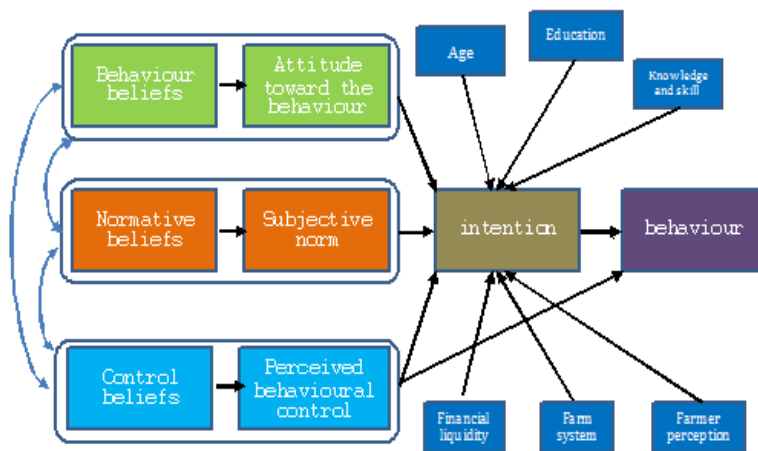 Education
Age
Knowledge
and skill
Behaviour
beliefs
Attitude
toward the
behaviour
Normative
beliefs
Subjective
norm
intention
behaviour
Control
beliefs
Perceived
behavioural
control
Financial
liquidity
Farm
system
Farmer
perception